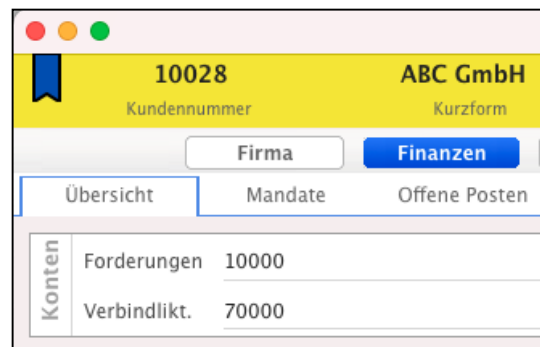 10028 ABC GmbH
Kundennummer Kurzform
Firma Finanzen
Übersicht Mandate Offene Posten
Konten
Forderungen 10000
Verbindlikt. 70000